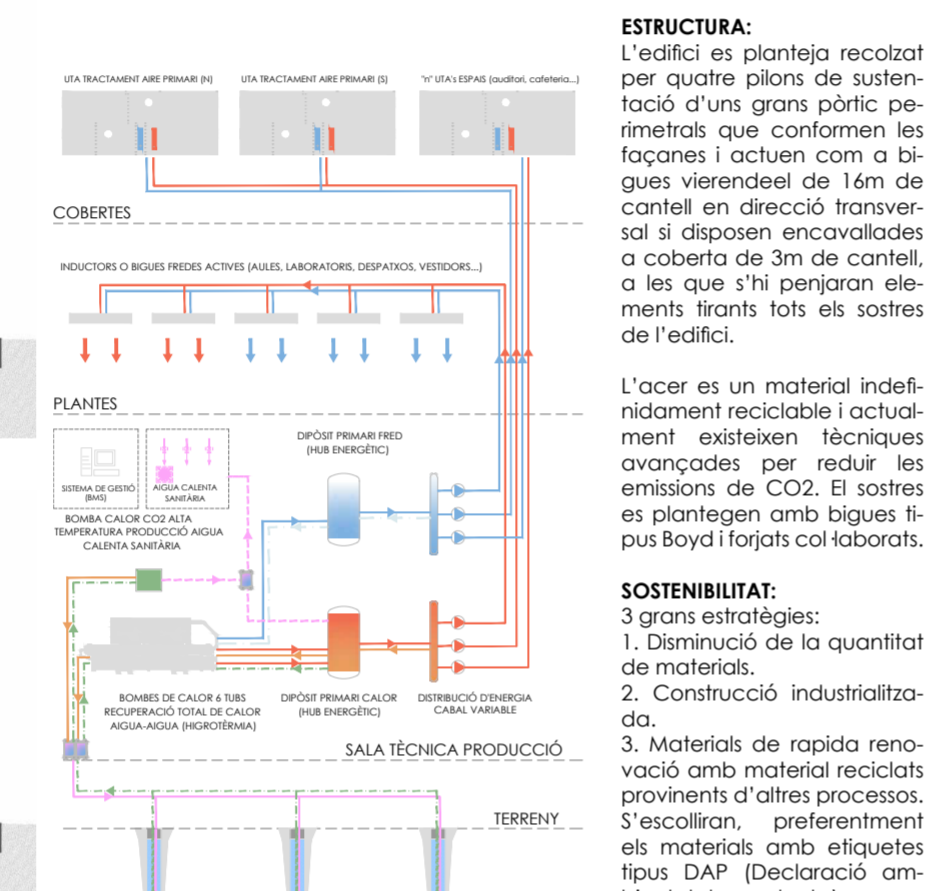 UTA TRACTAMENT AIRE PRIMARI (N)
UTA TRACTAMENT AIRE PRIMARI (S)
"n" UTA's ESPAIS (auditori, cafeteria...)
COBERTES
INDUCTORS O BIGUES FREDES ACTIVES (AULES, LABORATORIS, DESPATXOS, VESTIDORS...)
PLANTES
SISTEMA DE GESTIÓ
(BMS)
AIGUA CALENTA
SANITÀRIA
BOMBA CALOR CO2 ALTA
TEMPERATURA PRODUCCIÓ AIGUA
CALENTA SANITÀRIA
DIPÒSIT PRIMARI FRED
(HUB ENERGÈTIC)
BOMBES DE CALOR 6 TUBS
RECUPERACIÓ TOTAL DE CALOR
AIGUA-AIGUA (HIGROTÈRMIA)
DIPÒSIT PRIMARI CALOR
(HUB ENERGÈTIC)
DISTRIBUCIÓ D'ENERGIA
CABAL VARIABLE
SALA TÈCNICA PRODUCCIÓ
TERRENY
ESTRUCTURA:
L'edifici es planteja recolzat
per quatre pilons de susten-
tació d'uns grans pòrtic pe-
rimetrals que conformen les
façanes i actuen com a bi-
gues vierendeel de 16m de
cantell en direcció transver-
sal si disposen encavallades
a coberta de 3m de cantell,
a les que s'hi penjaran ele-
ments tirants tots els sostres
de l'edifici.
L'acer es un material indefi-
nidament reciclable i actual-
ment existeixen tècniques
avançades per reduir les
emissions de CO2. El sostres
es plantegen amb bigues ti-
pus Boyd i forjats col·laborats.
SOSTENIBILITAT:
3 grans estratègies:
1. Disminució de la quantitat
de materials.
2. Construcció industrialitza-
da.
3. Materials de rapida reno-
vació amb material reciclats
provinents d'altres processos.
S'escolliran, preferentment
els materials amb etiquetes
tipus DAP (Declaració am-